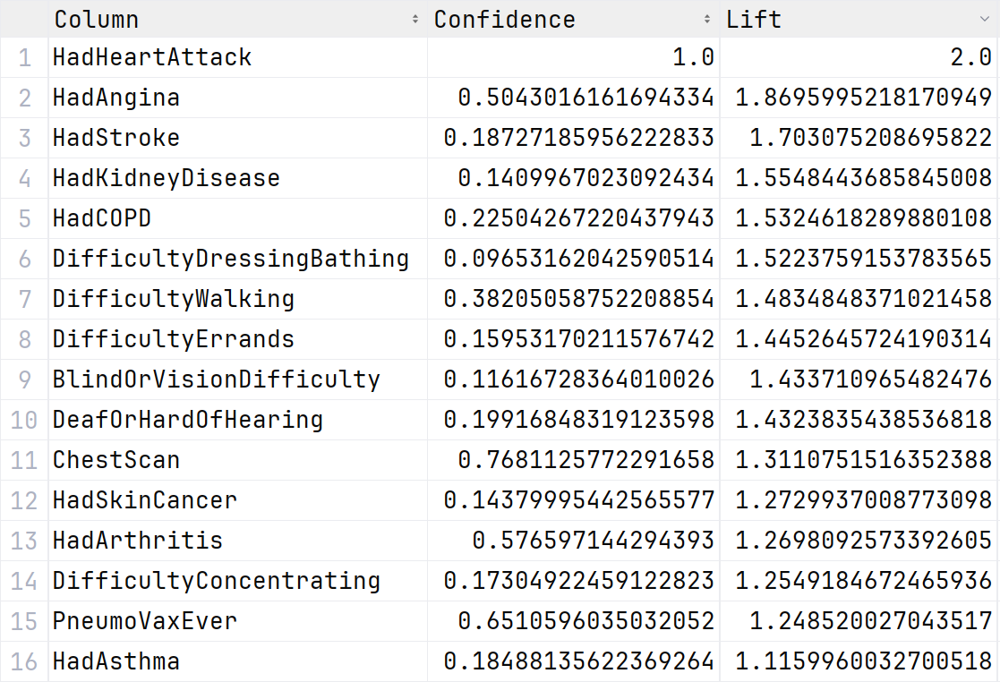 Column Confidence Lift
1 HadHeartAttack 1.0 2.0
2 HadAngina 0.5043016161694334 1.8695995218170949
3 HadStroke 0.18727185956222833 1.703075208695822
4 HadKidneyDisease 0.1409967023092434 1.5548443685845008
5 HadCOPD 0.22504267220437943 1.5324618289880108
6 DifficultyDressingBathing 0.09653162042590514 1.5223759153783565
7 DifficultyWalking 0.38205058752208854 1.4834848371021458
8 DifficultyErrands 0.15953170211576742 1.4452645724190314
9 BlindOrVisionDifficulty 0.11616728364010026 1.433710965482476
10 DeafOrHardOfHearing 0.19916848319123598 1.4323835438536818
11 ChestScan 0.7681125772291658 1.3110751516352388
12 HadSkinCancer 0.14379995442565577 1.2729937008773098
13 HadArthritis 0.576597144294393 1.2698092573392605
14 DifficultyConcentrating 0.17304922459122823 1.2549184672465936
15 PneumoVaxEver 0.6510596035032052 1.248520027043517
16 HadAsthma 0.18488135622369264 1.1159960032700518